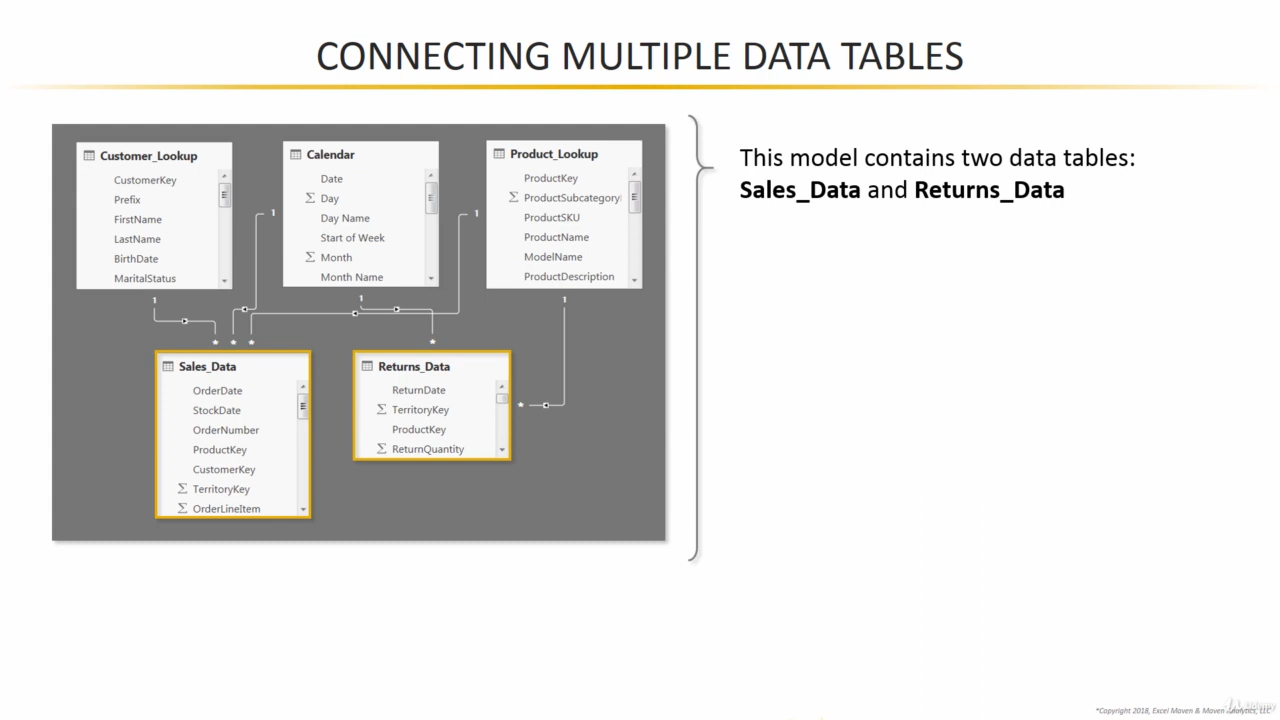 CONNECTING MULTIPLE DATA TABLES
This model contains two data tables:
Sales_Data and Returns_Data
Customer_Lookup
CustomerKey
Prefix
FirstName
LastName
BirthDate
MaritalStatus
Calendar
Date
Σ Day
Day Name
Start of Week
Σ Month
Month Name
Product_Lookup
ProductKey
Σ ProductSubcategory
ProductSKU
ProductName
ModelName
ProductDescription
1
1
1
1
1
* * *
*
*
Sales_Data
OrderDate
StockDate
OrderNumber
ProductKey
CustomerKey
Σ TerritoryKey
Σ OrderLineItem
Returns_Data
ReturnDate
Σ TerritoryKey
ProductKey
Σ ReturnQuantity
*Copyright 2018, Excel Maven & Maven Analytics, LLC
Udemy